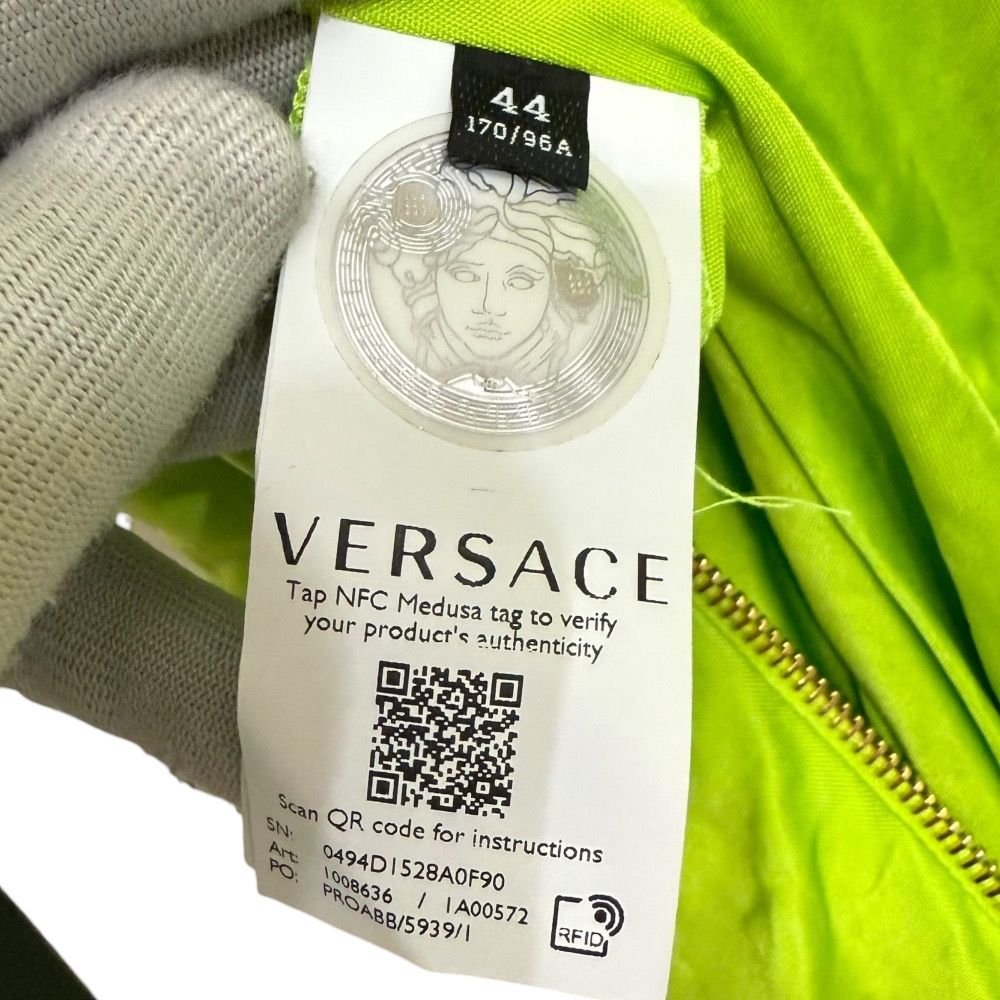 44
170/96A
VERSACE
Tap NFC Medusa tag to verify
your product's authenticity
Scan QR code for instructions
SN: 0494D1528A0F90
Art: 1008636 / 1A00572
PO: PROABB/5939/1
RFID